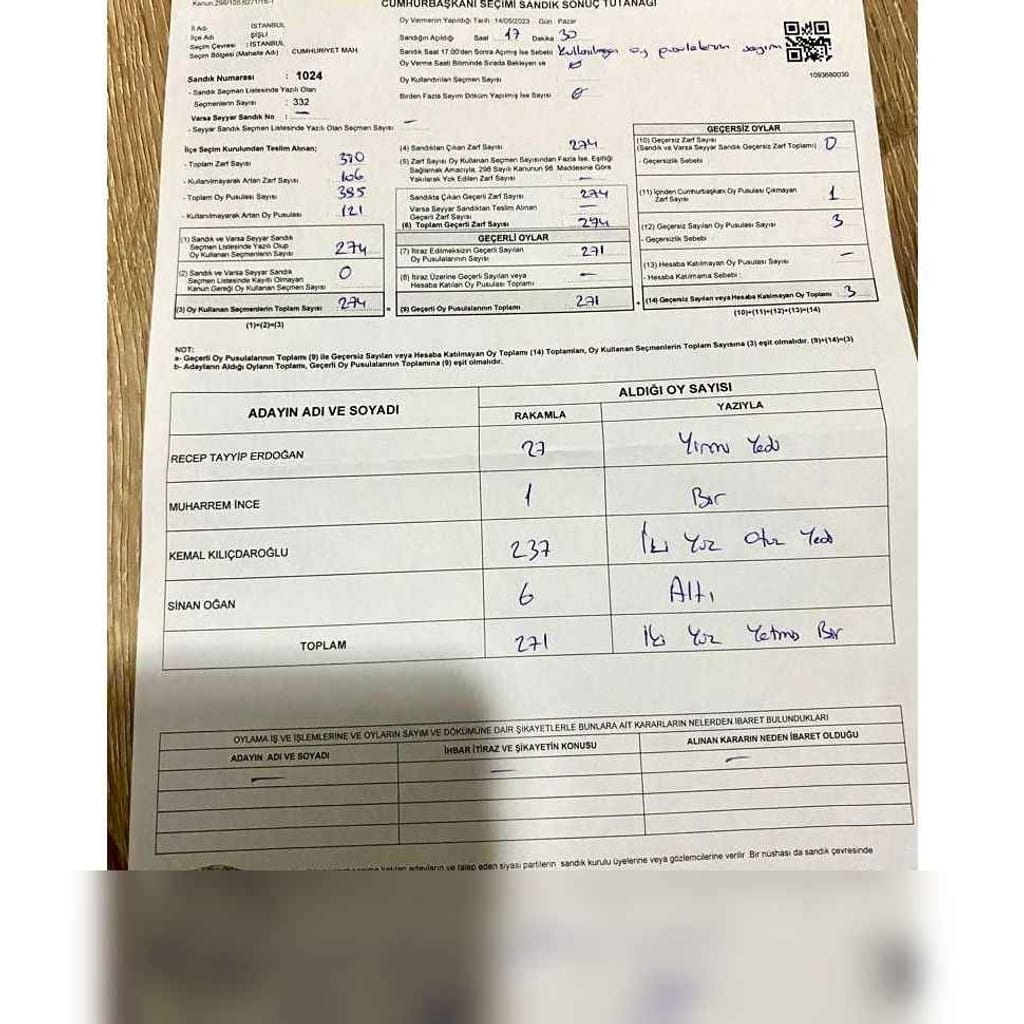 Kanun:298/105,6271/16-1
CUMHURBAŞKANI SEÇİMİ SANDIK SONUÇ TUTANAĞI
İl Adı : İSTANBUL
İlçe Adı : ŞİŞLİ
Seçim Çevresi : İSTANBUL
Seçim Bölgesi (Mahalle Adı) : CUMHURİYET MAH
Sandık Numarası : 1024
- Sandık Seçmen Listesinde Yazılı Olan
Seçmenlerin Sayısı : 332
Varsa Seyyar Sandık No : —
- Seyyar Sandık Seçmen Listesinde Yazılı Olan Seçmen Sayısı : —
Oy Vermenin Yapıldığı Tarih : 14/05/2023 Gün : Pazar
Sandığın Açıldığı Saat 17 Dakika 30
Sandık Saat 17:00'den Sonra Açılmış İse Sebebi Kullanılmayan oy pusulalarının sayımı
Oy Verme Saati Bitiminde Sırada Bekleyen ve
Oy Kullandırılan Seçmen Sayısı
Birden Fazla Sayım Döküm Yapılmış İse Sayısı
1093680030
İlçe Seçim Kurulundan Teslim Alınan;
- Toplam Zarf Sayısı 370
- Kullanılmayarak Artan Zarf Sayısı 106
- Toplam Oy Pusulası Sayısı 395
- Kullanılmayarak Artan Oy Pusulası 121
(1) Sandık ve Varsa Seyyar Sandık
Seçmen Listesinde Yazılı Olup
Oy Kullanan Seçmenlerin Sayısı 274
(2) Sandık ve Varsa Seyyar Sandık
Seçmen Listesinde Kayıtlı Olmayan
Kanun Gereği Oy Kullanan Seçmen Sayısı 0
(3) Oy Kullanan Seçmenlerin Toplam Sayısı 274
(1)+(2)=(3)
(4) Sandıktan Çıkan Zarf Sayısı 274
(5) Zarf Sayısı Oy Kullanan Seçmen Sayısından Fazla İse, Eşitliği
Sağlamak Amacıyla, 298 Sayılı Kanunun 98. Maddesine Göre
Yakılarak Yok Edilen Zarf Sayısı —
Sandıkta Çıkan Geçerli Zarf Sayısı 274
Varsa Seyyar Sandıktan Teslim Alınan
Geçerli Zarf Sayısı —
(6) Toplam Geçerli Zarf Sayısı 274
GEÇERLİ OYLAR
(7) İtiraz Edilmeksizin Geçerli Sayılan
Oy Pusulasının Sayısı 271
(8) İtiraz Üzerine Geçerli Sayılan veya
Hesaba Katılan Oy Pusulası Toplamı —
= (9) Geçerli Oy Pusulalarının Toplamı 271
GEÇERSİZ OYLAR
(10) Geçersiz Zarf Sayısı
(Sandık ve Varsa Seyyar Sandık Geçersiz Zarf Toplamı) 0
- Geçersizlik Sebebi
(11) İçinden Cumhurbaşkanı Oy Pusulası Çıkmayan
Zarf Sayısı 1
(12) Geçersiz Sayılan Oy Pusulası Sayısı 3
- Geçersizlik Sebebi
(13) Hesaba Katılmayan Oy Pusulası Sayısı —
- Hesaba Katılmama Sebebi :
+ (14) Geçersiz Sayılan veya Hesaba Katılmayan Oy Toplamı 3
(10)+(11)+(12)+(13)=(14)
NOT:
a- Geçerli Oy Pusulalarının Toplamı (9) ile Geçersiz Sayılan veya Hesaba Katılmayan Oy Toplamı (14) Toplamları, Oy Kullanan Seçmenlerin Toplam Sayısına (3) eşit olmalıdır. (9)+(14)=(3)
b- Adayların Aldığı Oyların Toplamı, Geçerli Oy Pusulalarının Toplamına (9) eşit olmalıdır.
ADAYIN ADI VE SOYADI ALDIĞI OY SAYISI
RAKAMLA YAZIYLA
RECEP TAYYİP ERDOĞAN 27 Yirmi Yedi
MUHARREM İNCE 1 Bir
KEMAL KILIÇDAROĞLU 237 İki Yüz Otuz Yedi
SİNAN OĞAN 6 Altı
TOPLAM 271 İki Yüz Yetmiş Bir
OYLAMA İŞ VE İŞLEMLERİNE VE OYLARIN SAYIM VE DÖKÜMÜNE DAİR ŞİKAYETLERLE BUNLARA AİT KARARLARIN NELERDEN İBARET BULUNDUKLARI
ADAYIN ADI VE SOYADI İHBAR İTİRAZ VE ŞİKAYETİN KONUSU ALINAN KARARIN NEDEN İBARET OLDUĞU
— — —
adayların ve talep eden siyasi partilerin sandık kurulu üyelerine veya gözlemcilerine verilir. Bir nüshası da sandık çevresinde